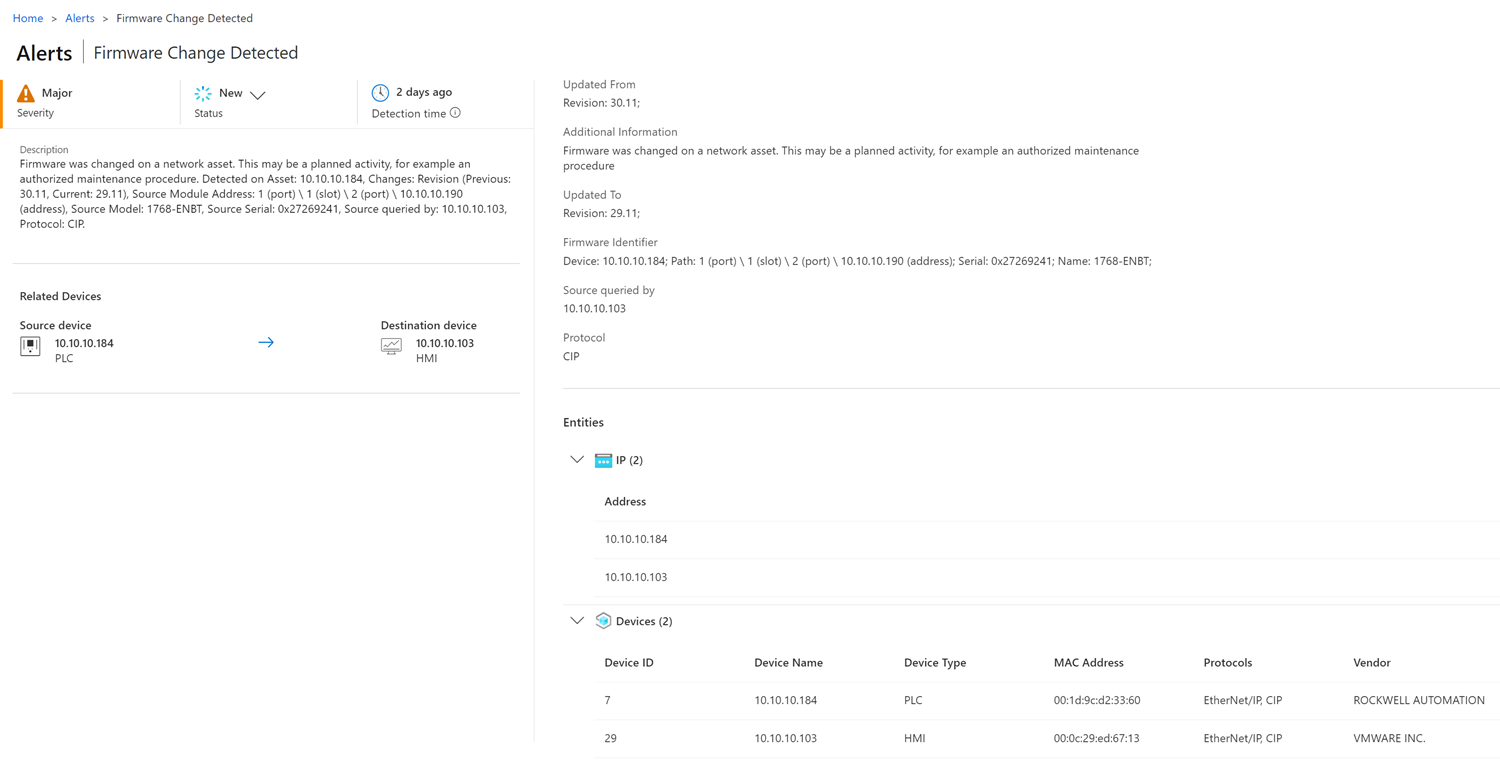 Home > Alerts > Firmware Change Detected
Alerts | Firmware Change Detected
Major
Severity
New
Status
2 days ago
Detection time
Description
Firmware was changed on a network asset. This may be a planned activity, for example an
authorized maintenance procedure. Detected on Asset: 10.10.10.184, Changes: Revision (Previous:
30.11, Current: 29.11), Source Module Address: 1 (port) \ 1 (slot) \ 2 (port) \ 10.10.10.190
(address), Source Model: 1768-ENBT, Source Serial: 0x27269241, Source queried by: 10.10.10.103,
Protocol: CIP.
Related Devices
Source device
10.10.10.184
PLC
Destination device
10.10.10.103
HMI
Updated From
Revision: 30.11;
Additional Information
Firmware was changed on a network asset. This may be a planned activity, for example an authorized maintenance
procedure
Updated To
Revision: 29.11;
Firmware Identifier
Device: 10.10.10.184; Path: 1 (port) \ 1 (slot) \ 2 (port) \ 10.10.10.190 (address); Serial: 0x27269241; Name: 1768-ENBT;
Source queried by
10.10.10.103
Protocol
CIP
Entities
IP (2)
Address
10.10.10.184
10.10.10.103
Devices (2)
Device ID Device Name Device Type MAC Address Protocols Vendor
7 10.10.10.184 PLC 00:1d:9c:d2:33:60 EtherNet/IP, CIP ROCKWELL AUTOMATION
29 10.10.10.103 HMI 00:0c:29:ed:67:13 EtherNet/IP, CIP VMWARE INC.